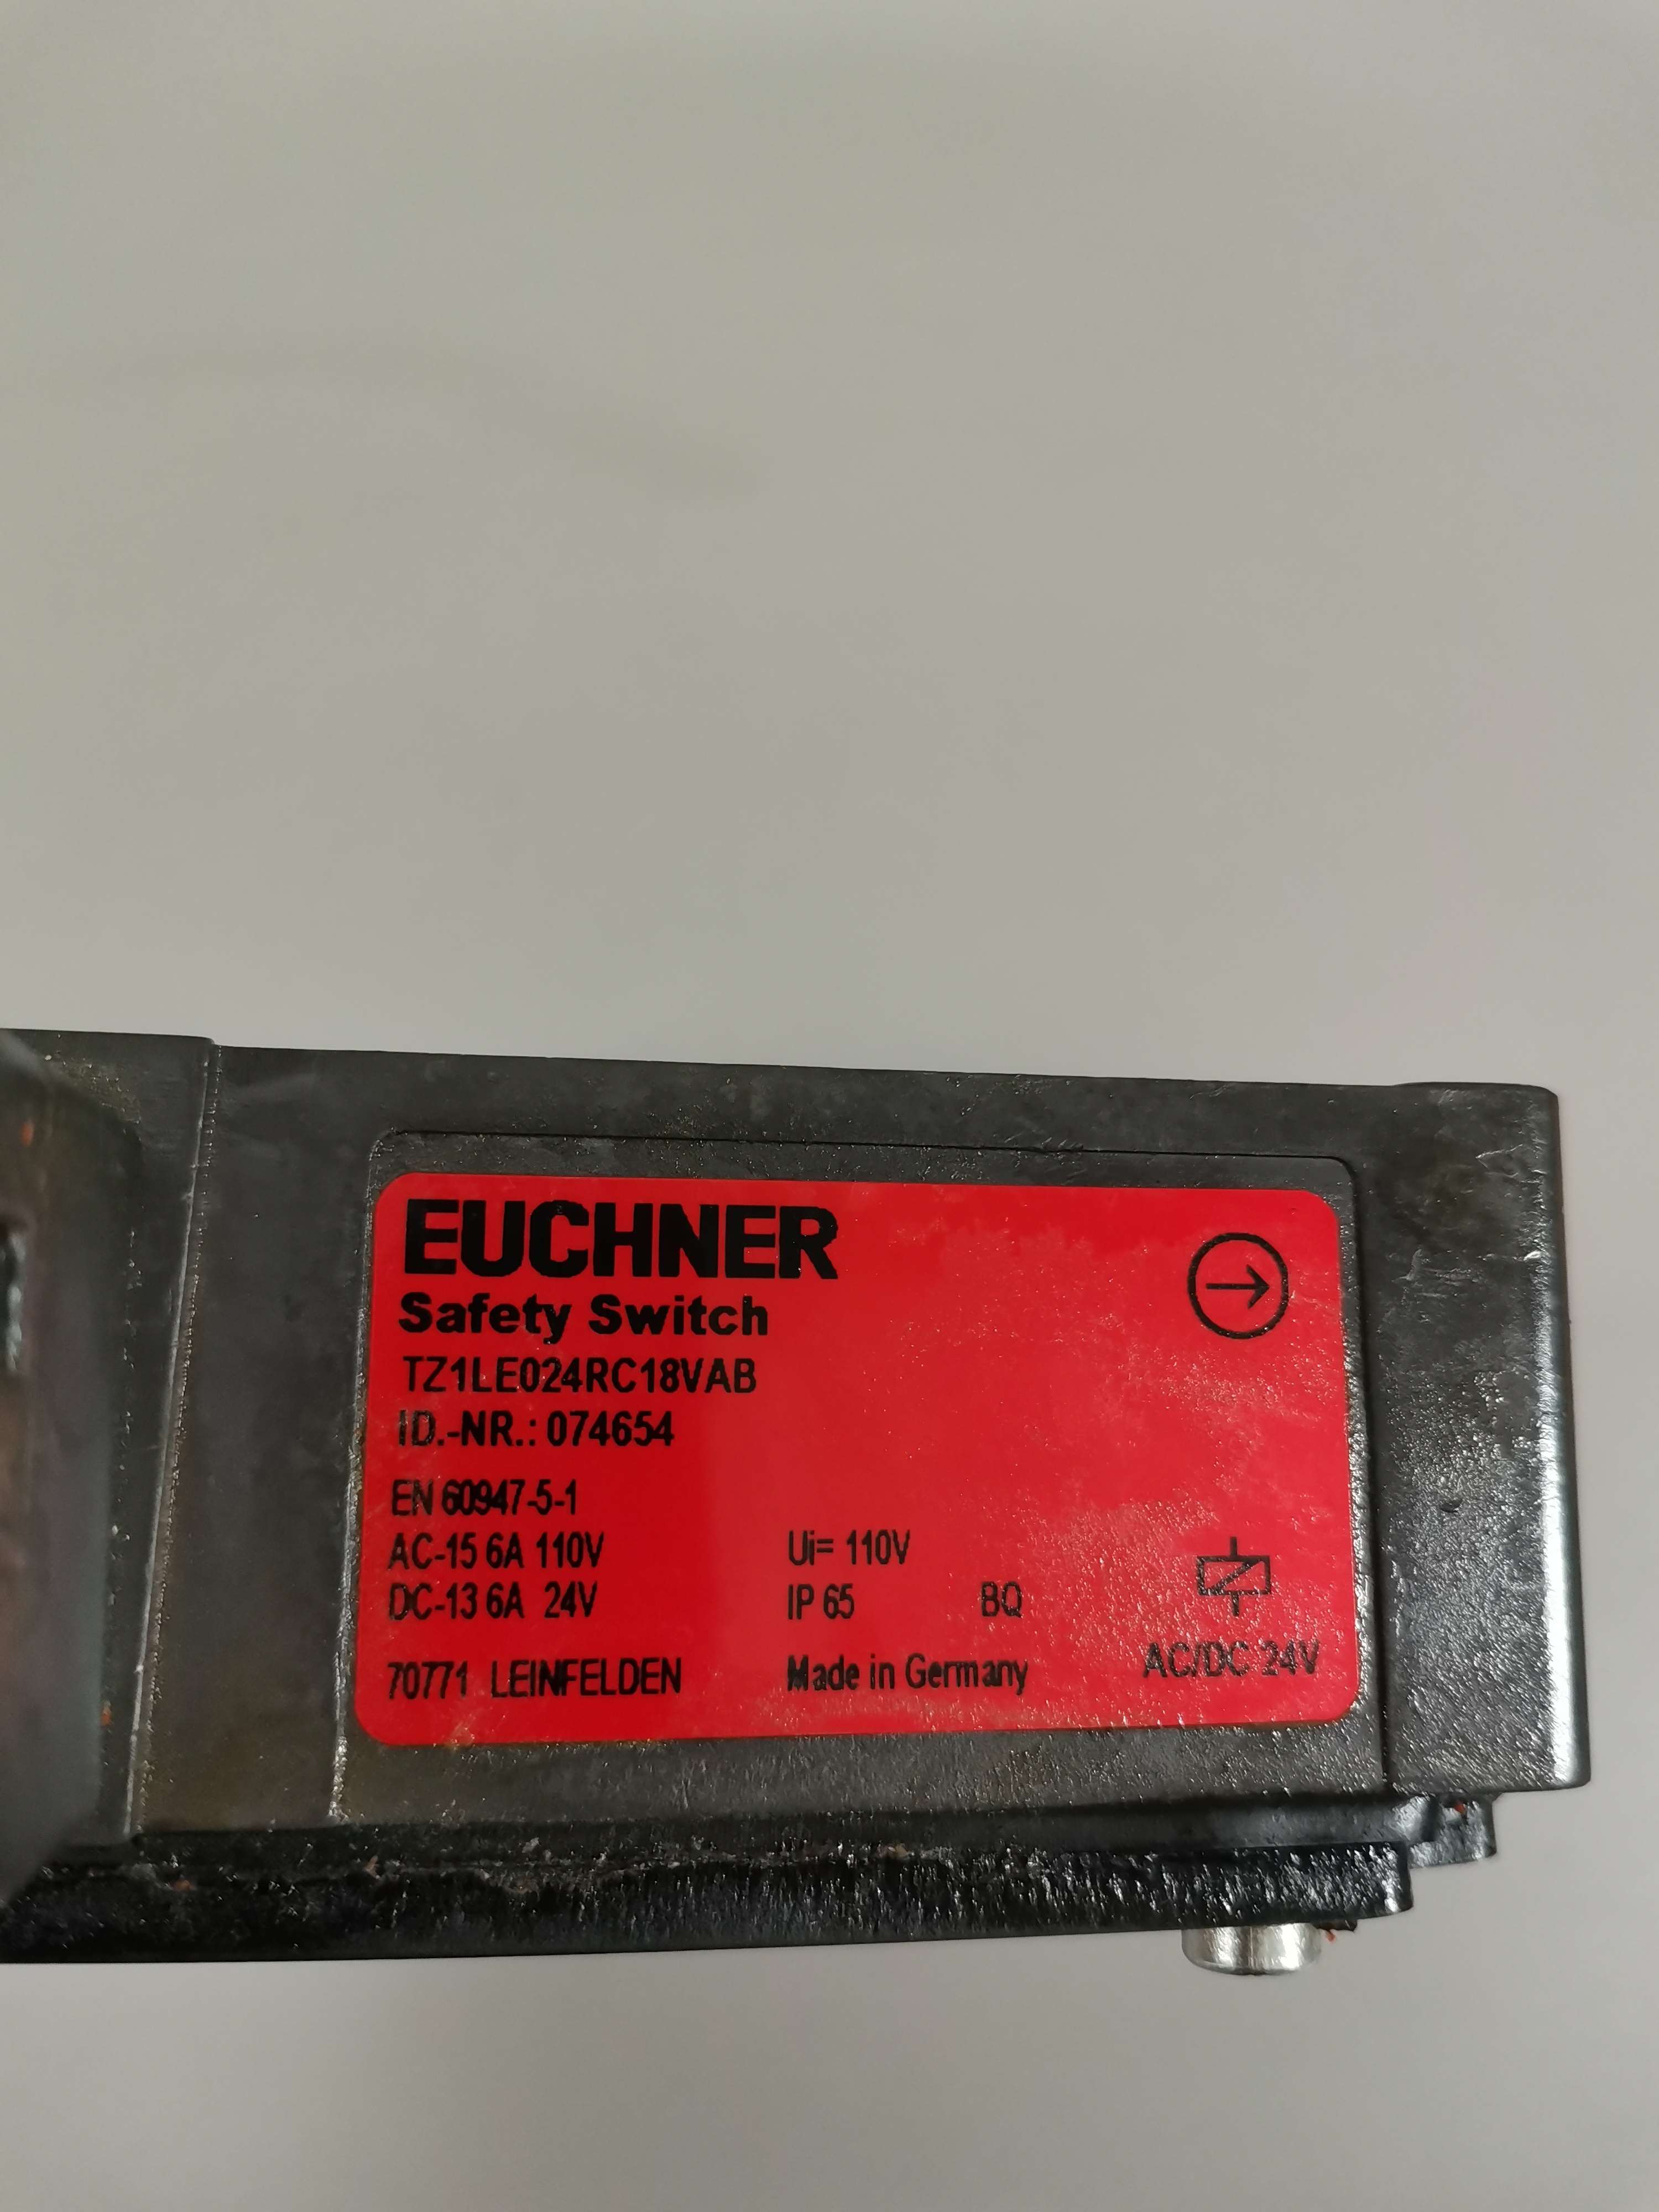 EUCHNER
Safety Switch
TZ1LE024RC18VAB
ID.-NR.: 074654
EN 60947-5-1
AC-15 6A 110V Ui= 110V
DC-13 6A 24V IP 65 BQ
70771 LEINFELDEN Made in Germany AC/DC 24V